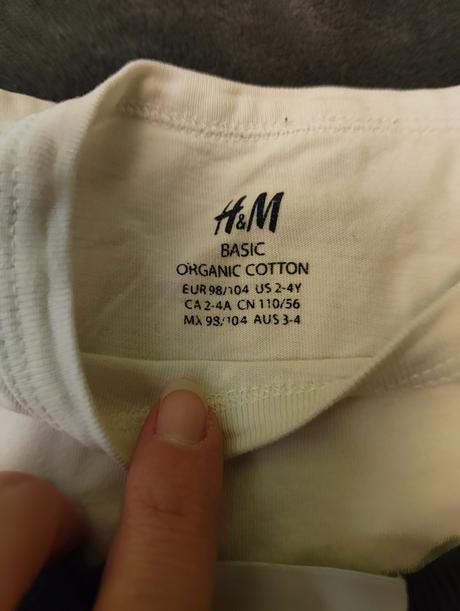 H&M
BASIC
ORGANIC COTTON
EUR 98/104 US 2-4Y
CA 2-4A CN 110/56
MX 98/104 AUS 3-4